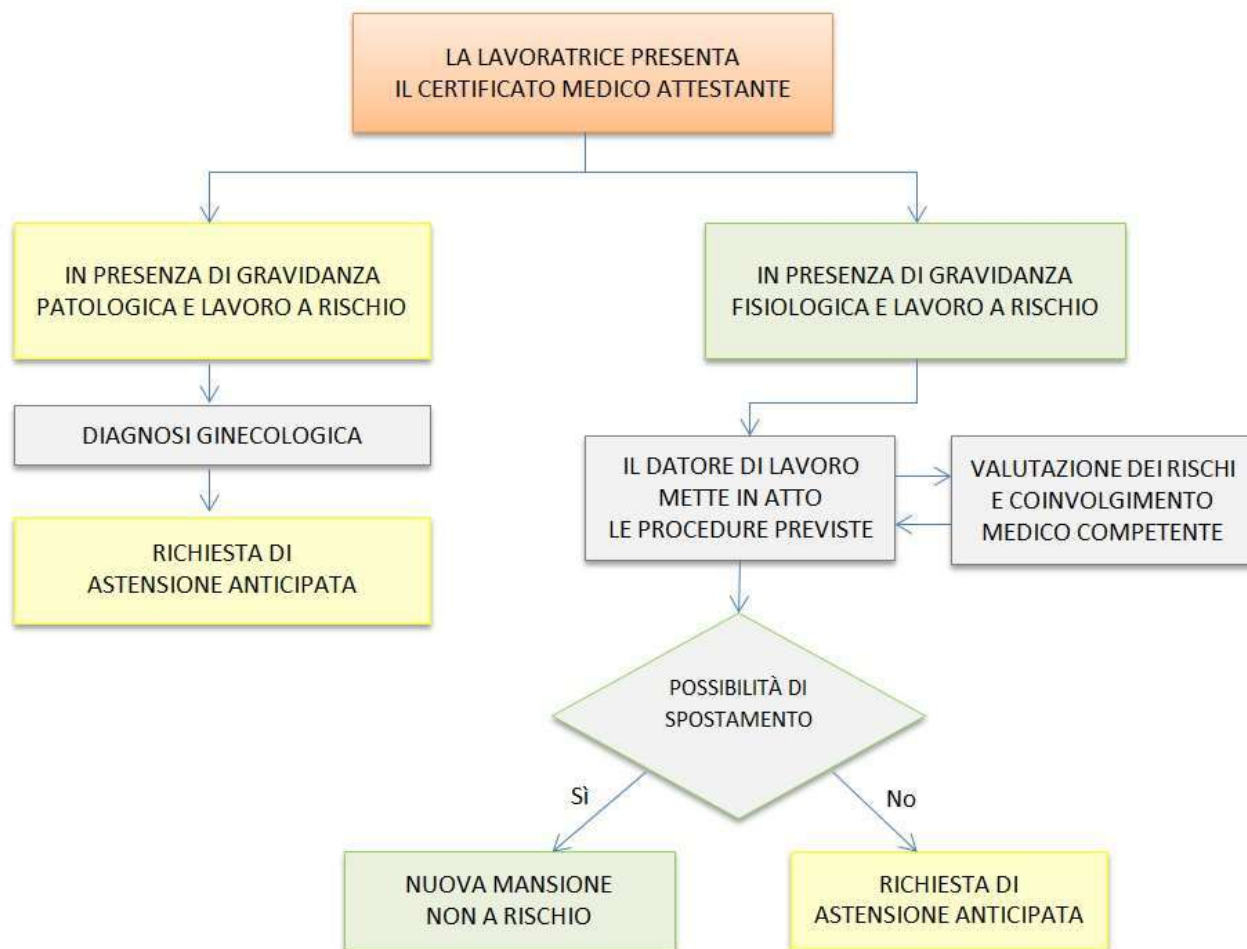 LA LAVORATRICE PRESENTA
IL CERTIFICATO MEDICO ATTESTANTE
IN PRESENZA DI GRAVIDANZA
PATOLOGICA E LAVORO A RISCHIO
IN PRESENZA DI GRAVIDANZA
FISIOLOGICA E LAVORO A RISCHIO
DIAGNOSI GINECOLOGICA
IL DATORE DI LAVORO
METTE IN ATTO
LE PROCEDURE PREVISTE
VALUTAZIONE DEI RISCHI
E COINVOLGIMENTO
MEDICO COMPETENTE
RICHIESTA DI
ASTENSIONE ANTICIPATA
POSSIBILITÀ DI
SPOSTAMENTO
Sì
No
NUOVA MANSIONE
NON A RISCHIO
RICHIESTA DI
ASTENSIONE ANTICIPATA